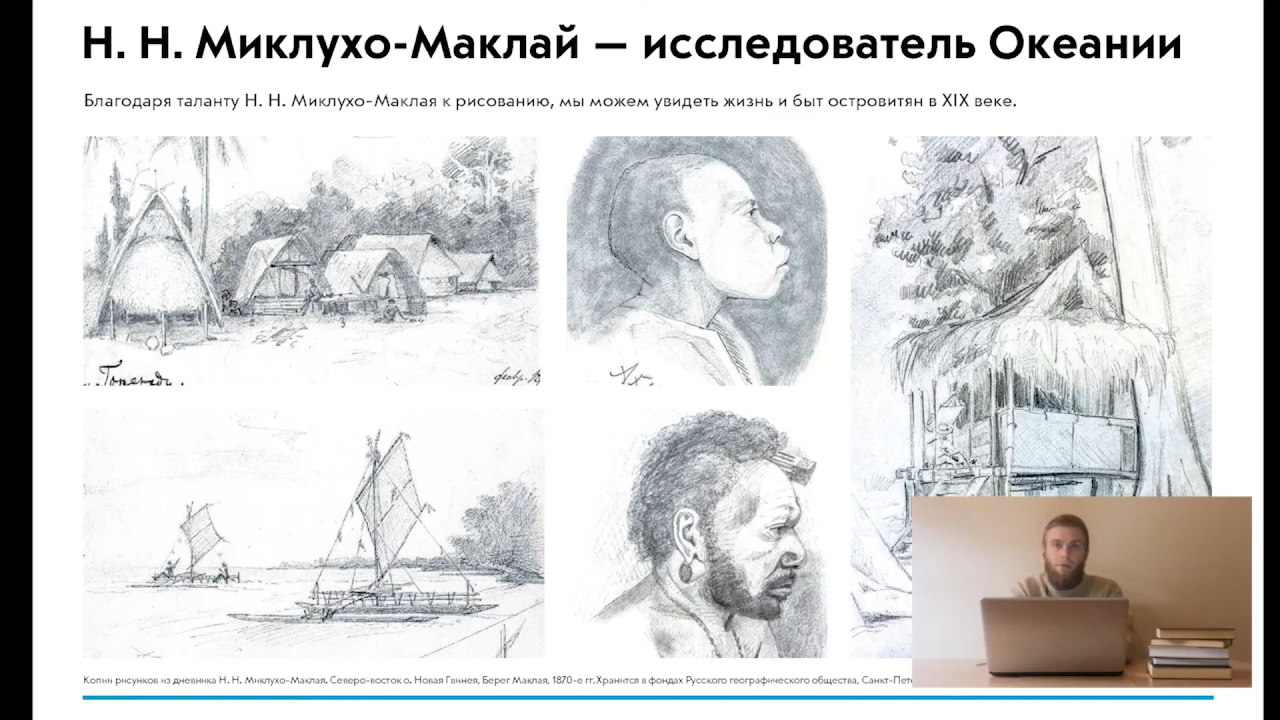 Н. Н. Миклухо-Маклай — исследователь Океании
Благодаря таланту Н. Н. Миклухо-Маклая к рисованию, мы можем увидеть жизнь и быт островитян в XIX веке.
Копии рисунков из дневника Н. Н. Миклухо-Маклая. Северо-восток о. Новая Гвинея, Берег Маклая, 1870-е гг. Хранится в фондах Русского географического общества, Санкт-Пете